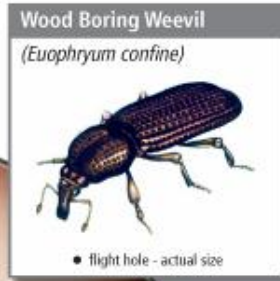 Wood Boring Weevil
(Euophryum confine)
flight hole - actual size